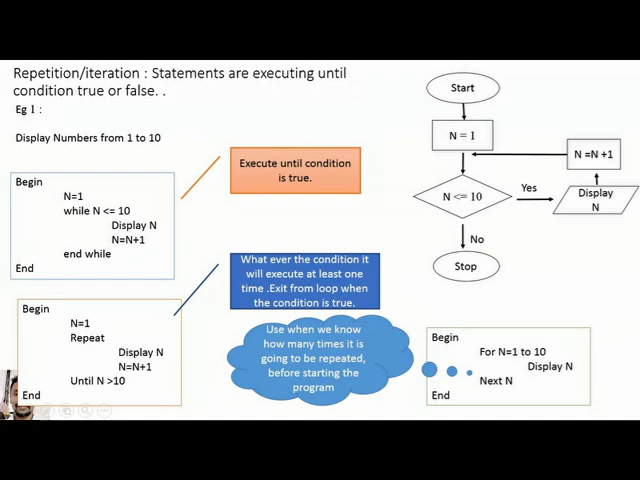 Repetition/iteration : Statements are executing until
condition true or false. .
Eg 1 :
Display Numbers from 1 to 10
Begin
N=1
while N <= 10
Display N
N=N+1
end while
End
Execute until condition
is true.
Begin
N=1
Repeat
Display N
N=N+1
Until N >10
End
What ever the condition it
will execute at least one
time .Exit from loop when
the condition is true.
Use when we know
how many times it is
going to be repeated,
before starting the
program
Begin
For N=1 to 10
Display N
Next N
End
Start
N = 1
N <= 10
Yes
Display
N
N =N +1
No
Stop